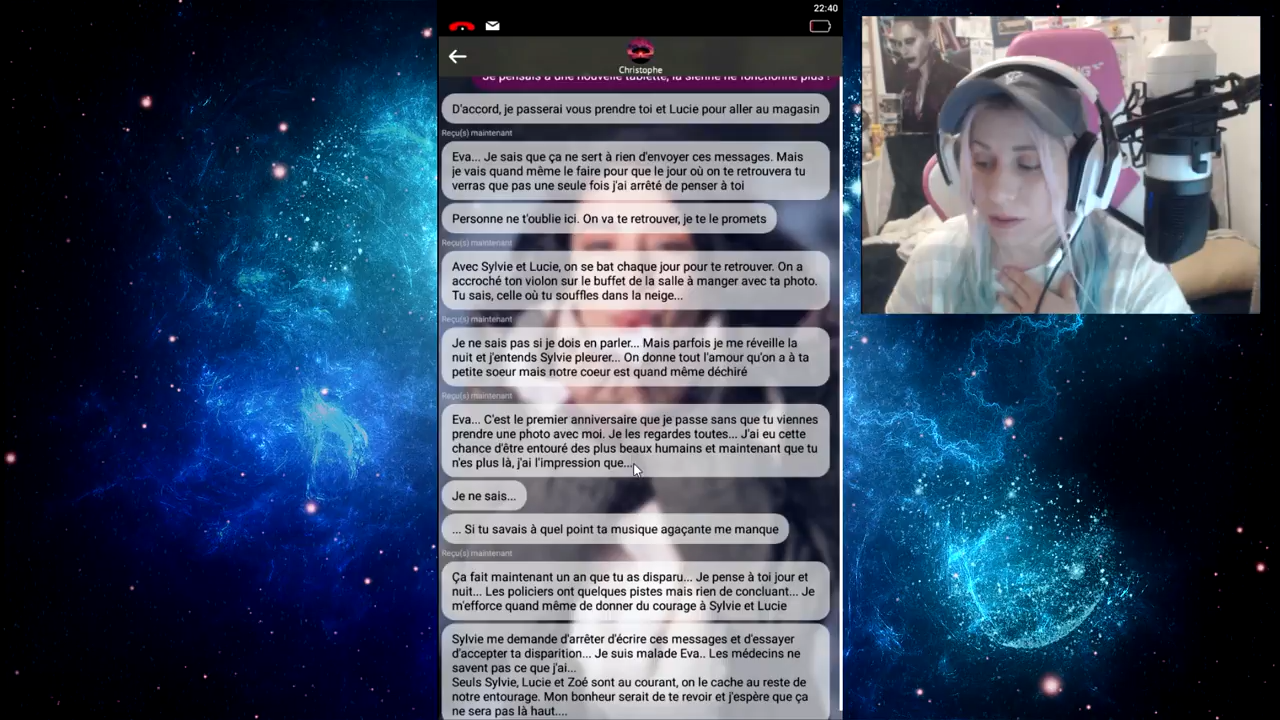 22:40
Christophe
Je pensais à une nouvelle tablette, la sienne ne fonctionne plus !
D'accord, je passerai vous prendre toi et Lucie pour aller au magasin
Reçu(s) maintenant
Eva... Je sais que ça ne sert à rien d'envoyer ces messages. Mais
je vais quand même le faire pour que le jour où on te retrouvera tu
verras que pas une seule fois j'ai arrêté de penser à toi
Personne ne t'oublie ici. On va te retrouver, je te le promets
Reçu(s) maintenant
Avec Sylvie et Lucie, on se bat chaque jour pour te retrouver. On a
accroché ton violon sur le buffet de la salle à manger avec ta photo.
Tu sais, celle où tu souffles dans la neige...
Reçu(s) maintenant
Je ne sais pas si je dois en parler... Mais parfois je me réveille la
nuit et j'entends Sylvie pleurer... On donne tout l'amour qu'on a à ta
petite soeur mais notre coeur est quand même déchiré
Reçu(s) maintenant
Eva... C'est le premier anniversaire que je passe sans que tu viennes
prendre une photo avec moi. Je les regardes toutes... J'ai eu cette
chance d'être entouré des plus beaux humains et maintenant que tu
n'es plus là, j'ai l'impression que...
Je ne sais...
... Si tu savais à quel point ta musique agaçante me manque
Reçu(s) maintenant
Ça fait maintenant un an que tu as disparu... Je pense à toi jour et
nuit... Les policiers ont quelques pistes mais rien de concluant... Je
m'efforce quand même de donner du courage à Sylvie et Lucie
Sylvie me demande d'arrêter d'écrire ces messages et d'essayer
d'accepter ta disparition... Je suis malade Eva.. Les médecins ne
savent pas ce que j'ai...
Seuls Sylvie, Lucie et Zoé sont au courant, on le cache au reste de
notre entourage. Mon bonheur serait de te revoir et j'espère que ça
ne sera pas là haut....